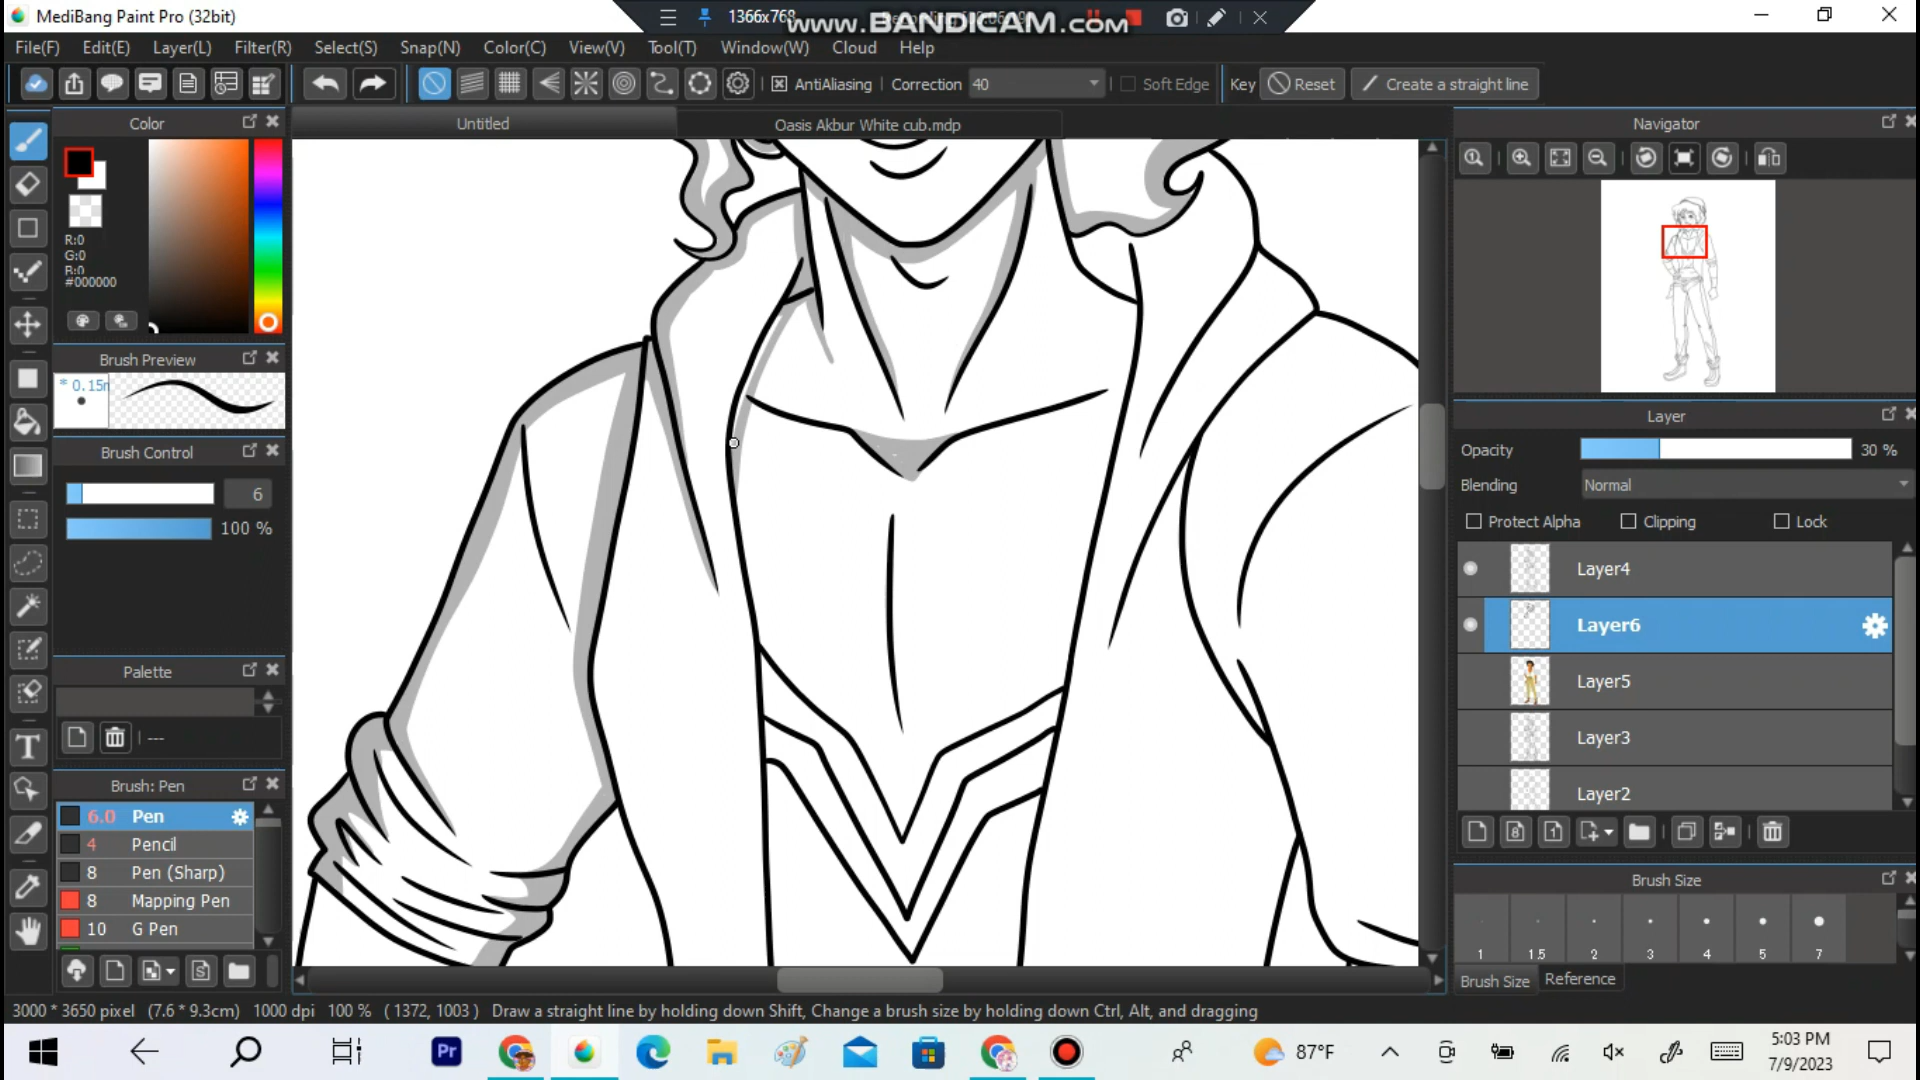 MediBang Paint Pro (32bit)
1366x768
www.BANDICAM.com
File(F) Edit(E) Layer(L) Filter(R) Select(S) Snap(N) Color(C) View(V) Tool(T) Window(W) Cloud Help
AntiAliasing Correction 40 Soft Edge Key Reset Create a straight line
Color
Untitled
Oasis Akbur White cub.mdp
Navigator
R:0
G:0
B:0
#000000
Brush Preview
* 0.15
Brush Control
6
100 %
Palette
---
Brush: Pen
6.0 Pen
4 Pencil
8 Pen (Sharp)
8 Mapping Pen
10 G Pen
Layer
Opacity 30 %
Blending Normal
Protect Alpha Clipping Lock
Layer4
Layer6
Layer5
Layer3
Layer2
8 1
Brush Size
1 1.5 2 3 4 5 7
Brush Size Reference
3000 * 3650 pixel (7.6 * 9.3cm) 1000 dpi 100 % ( 1372, 1003 ) Draw a straight line by holding down Shift, Change a brush size by holding down Ctrl, Alt, and dragging
Pr
87°F
5:03 PM
7/9/2023